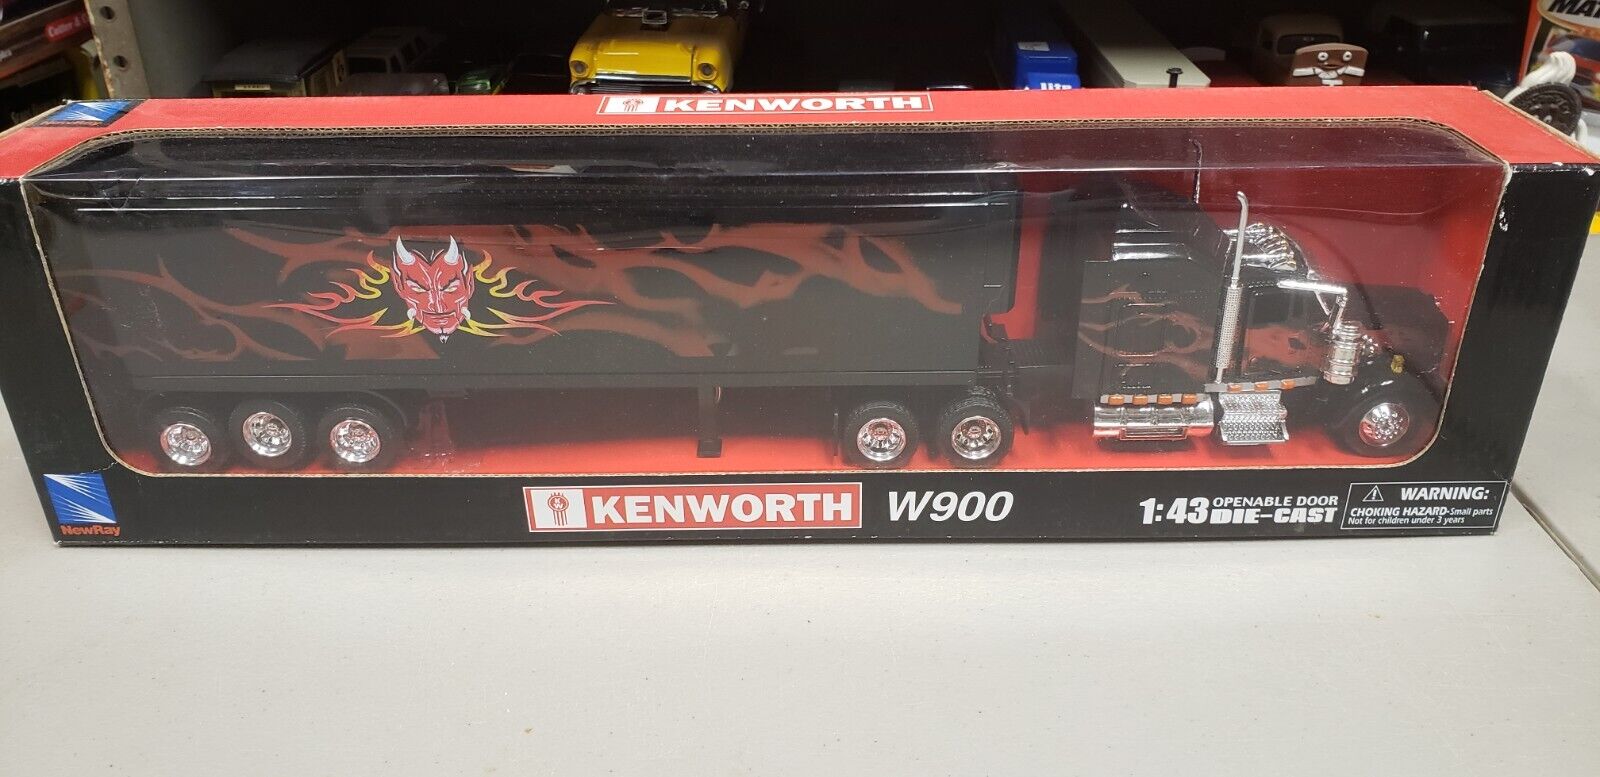 KENWORTH
NewRay
KENWORTH W900
1:43 OPENABLE DOOR
DIE-CAST
WARNING:
CHOKING HAZARD-Small parts
Not for children under 3 years